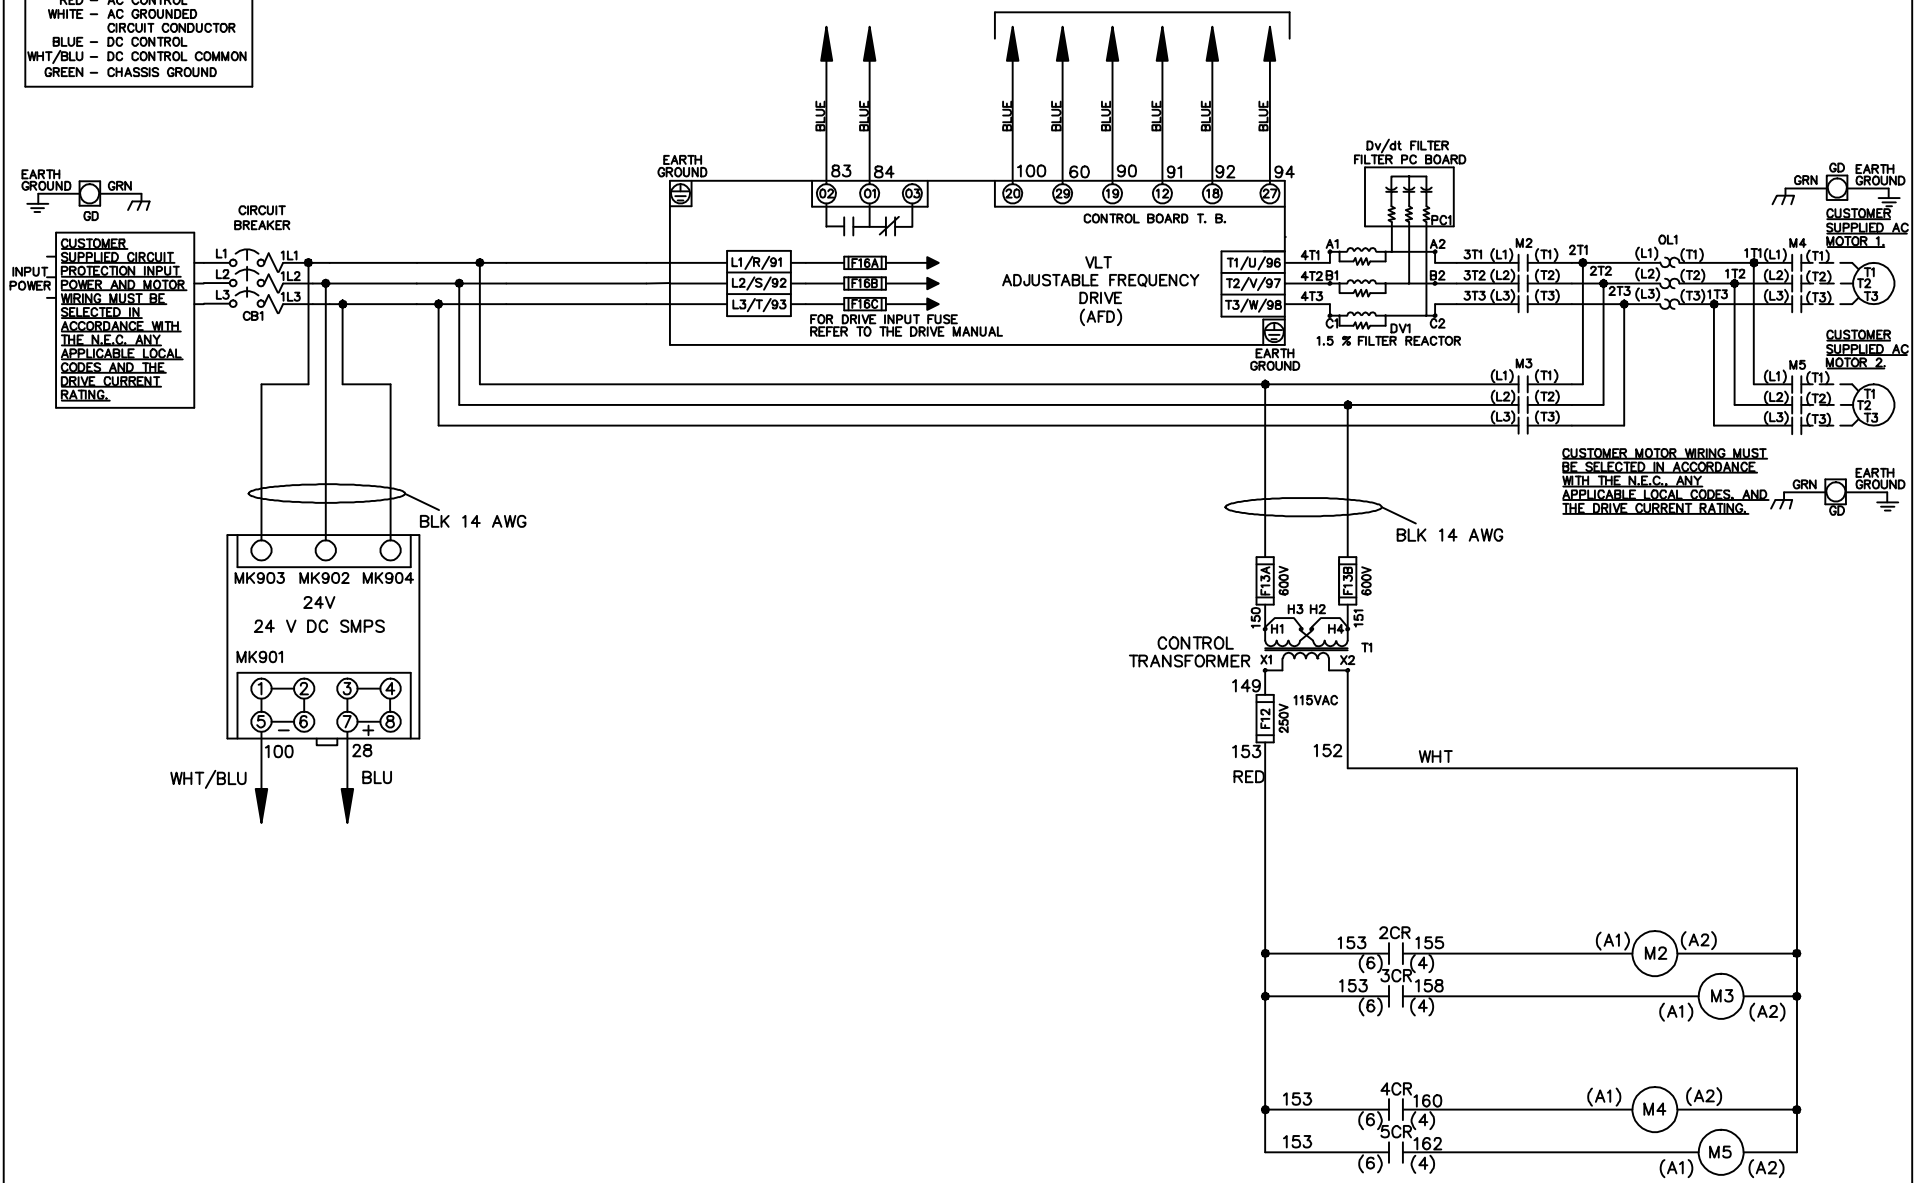 RED - AC CONTROL
WHITE - AC GROUNDED
CIRCUIT CONDUCTOR
BLUE - DC CONTROL
WHT/BLU - DC CONTROL COMMON
GREEN - CHASSIS GROUND
BLUE
BLUE
BLUE
BLUE
BLUE
BLUE
BLUE
BLUE
EARTH
GROUND
GRN
GD
EARTH
GROUND
83
84
02
01
03
100
60
90
91
92
94
20
29
19
12
18
27
CONTROL BOARD T. B.
Dv/dt FILTER
FILTER PC BOARD
PC1
GD
EARTH
GROUND
GRN
CUSTOMER
SUPPLIED AC
MOTOR 1.
CIRCUIT
BREAKER
INPUT
POWER
CUSTOMER
SUPPLIED CIRCUIT
PROTECTION INPUT
POWER AND MOTOR
WIRING MUST BE
SELECTED IN
ACCORDANCE WITH
THE N.E.C. ANY
APPLICABLE LOCAL
CODES AND THE
DRIVE CURRENT
RATING.
L1
1L1
L2
1L2
L3
1L3
CB1
L1/R/91
L2/S/92
L3/T/93
F16A
F16B
F16C
FOR DRIVE INPUT FUSE
REFER TO THE DRIVE MANUAL
VLT
ADJUSTABLE FREQUENCY
DRIVE
(AFD)
T1/U/96
T2/V/97
T3/W/98
EARTH
GROUND
4T1
4T2
4T3
A1
A2
B1
B2
C1
C2
DV1
1.5 % FILTER REACTOR
3T1 (L1)
M2
(T1)
2T1
3T2 (L2)
(T2)
2T2
3T3 (L3)
(T3)
2T3
OL1
(L1)
(T1)
(L2)
(T2)
(L3)
(T3)
1T1
1T2
1T3
(L1)
M4
(T1)
(L2)
(T2)
(L3)
(T3)
T1
T2
T3
CUSTOMER
SUPPLIED AC
MOTOR 2.
M3
(L1)
(T1)
(L2)
(T2)
(L3)
(T3)
M5
(L1)
(T1)
(L2)
(T2)
(L3)
(T3)
T1
T2
T3
CUSTOMER MOTOR WIRING MUST
BE SELECTED IN ACCORDANCE
WITH THE N.E.C., ANY
APPLICABLE LOCAL CODES, AND
THE DRIVE CURRENT RATING.
GRN
GD
EARTH
GROUND
BLK 14 AWG
BLK 14 AWG
MK903
MK902
MK904
24V
24 V DC SMPS
MK901
1
2
3
4
5
6
7
8
−
+
100
28
WHT/BLU
BLU
F13A
600V
F13B
600V
150
151
H3 H2
H1
H4
T1
CONTROL
TRANSFORMER
X1
X2
149
115VAC
F12
250V
153
152
RED
WHT
2CR
153
155
(6)
(4)
(A1)
M2
(A2)
3CR
153
158
(6)
(4)
(A1)
M3
(A2)
4CR
153
160
(6)
(4)
(A1)
M4
(A2)
5CR
153
162
(6)
(4)
(A1)
M5
(A2)